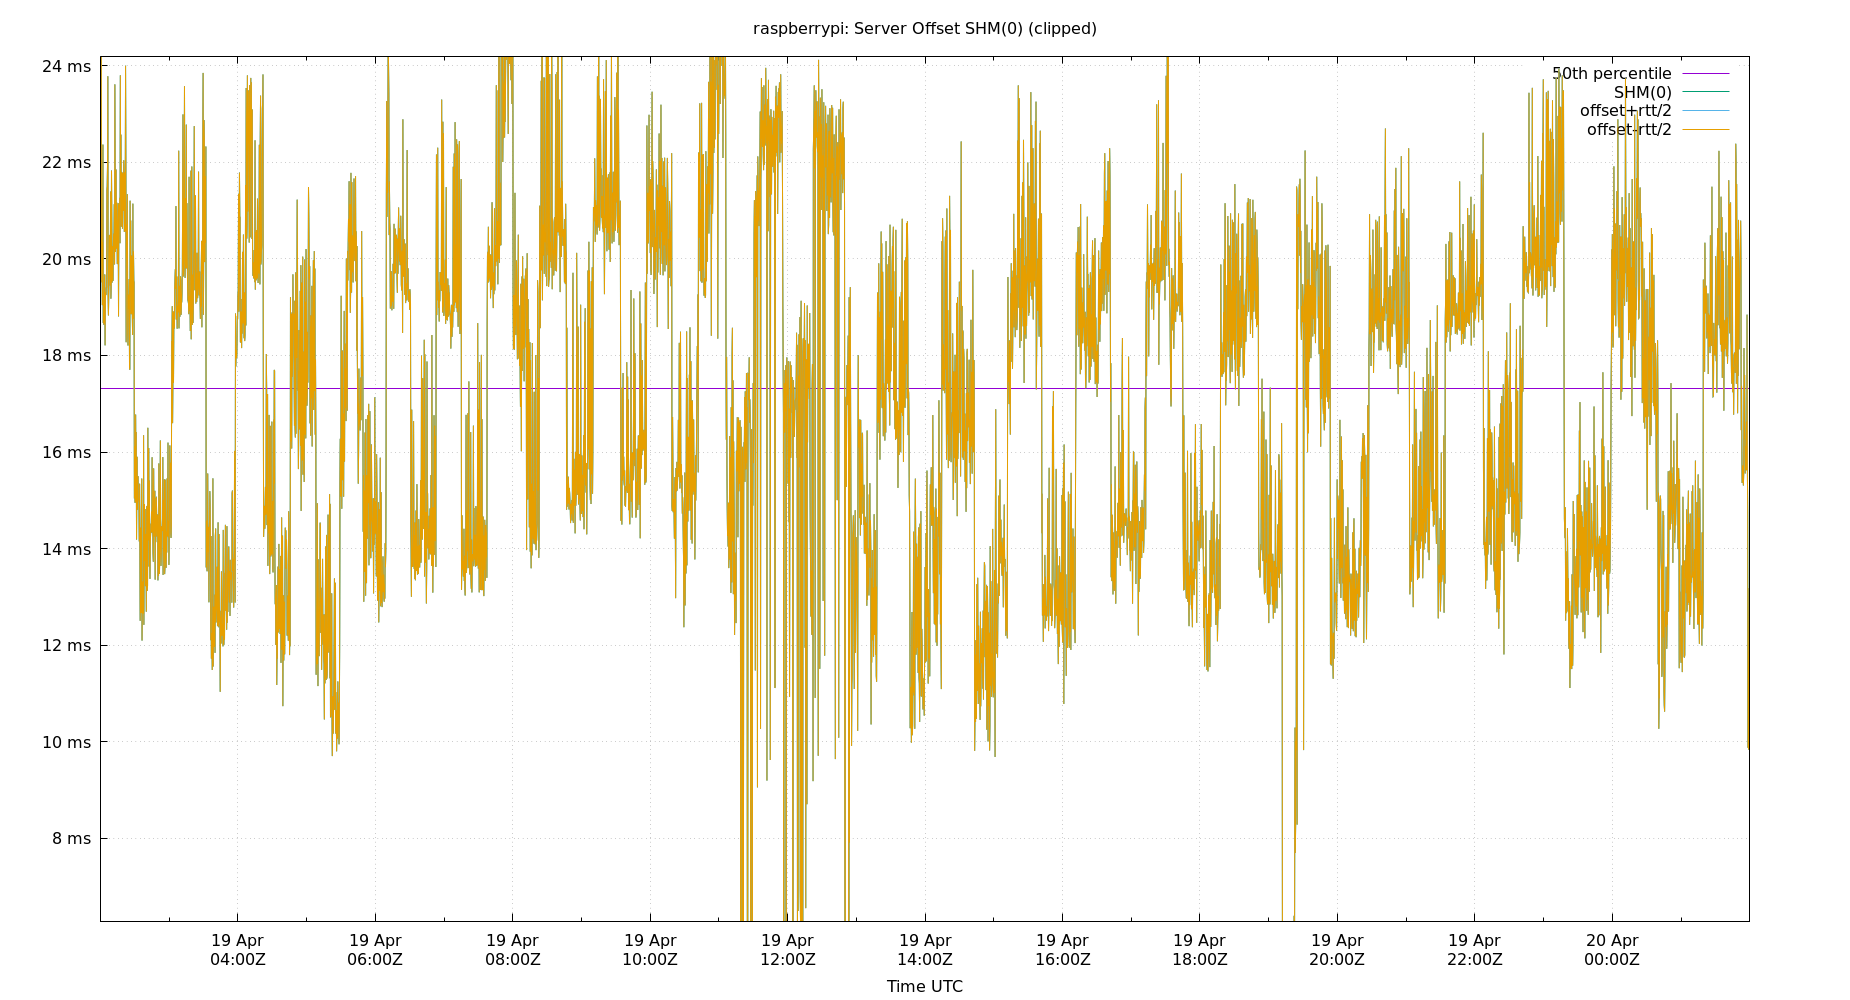 raspberrypi: Server Offset SHM(0) (clipped)
24 ms
22 ms
20 ms
18 ms
16 ms
14 ms
12 ms
10 ms
8 ms
50th percentile
SHM(0)
offset+rtt/2
offset-rtt/2
19 Apr
04:00Z
19 Apr
06:00Z
19 Apr
08:00Z
19 Apr
10:00Z
19 Apr
12:00Z
19 Apr
14:00Z
19 Apr
16:00Z
19 Apr
18:00Z
19 Apr
20:00Z
19 Apr
22:00Z
20 Apr
00:00Z
Time UTC